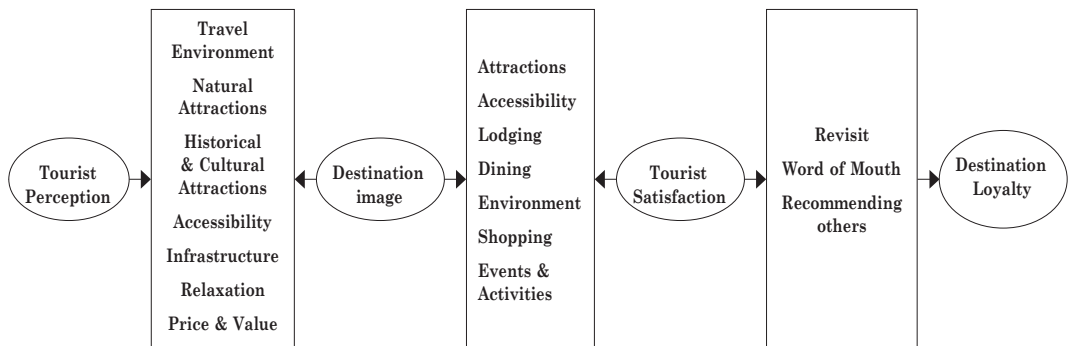 Tourist
Perception
Travel
Environment
Natural
Attractions
Historical
& Cultural
Attractions
Accessibility
Infrastructure
Relaxation
Price & Value
Destination
image
Attractions
Accessibility
Lodging
Dining
Environment
Shopping
Events &
Activities
Tourist
Satisfaction
Revisit
Word of Mouth
Recommending
others
Destination
Loyalty